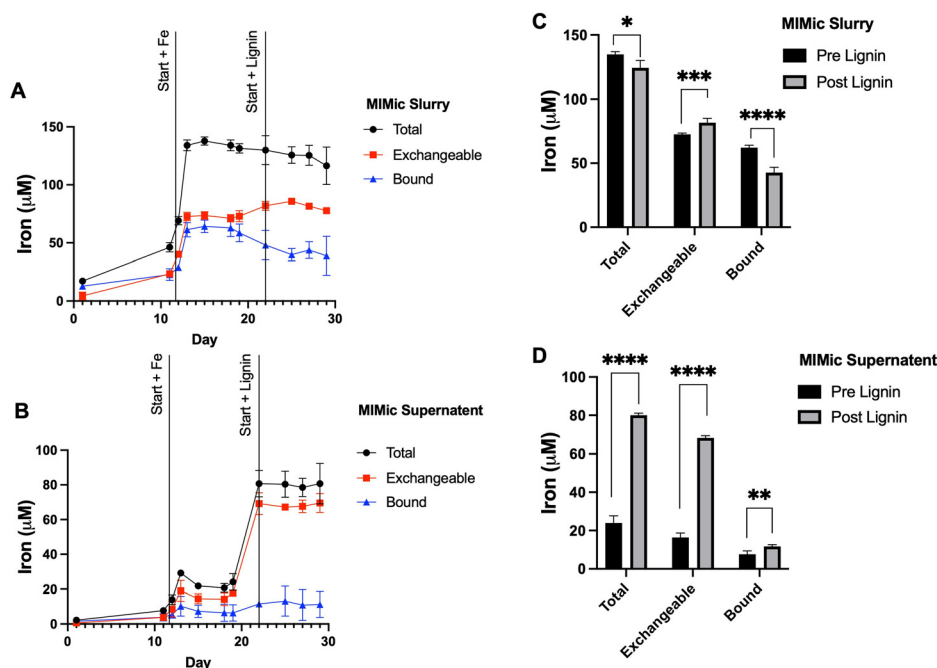 A
Start + Fe
Start + Lignin
MIMic Slurry
Total
Exchangeable
Bound
Iron (μM)
150
100
50
0
0 10 20 30
Day
B
Start + Fe
Start + Lignin
MIMic Supernatent
Total
Exchangeable
Bound
Iron (μM)
100
80
60
40
20
0
0 10 20 30
Day
C
MIMic Slurry
Pre Lignin
Post Lignin
Iron (μM)
150
100
50
0
* *** ****
Total Exchangeable Bound
D
MIMic Supernatent
Pre Lignin
Post Lignin
Iron (μM)
100
80
60
40
20
0
**** **** **
Total Exchangeable Bound